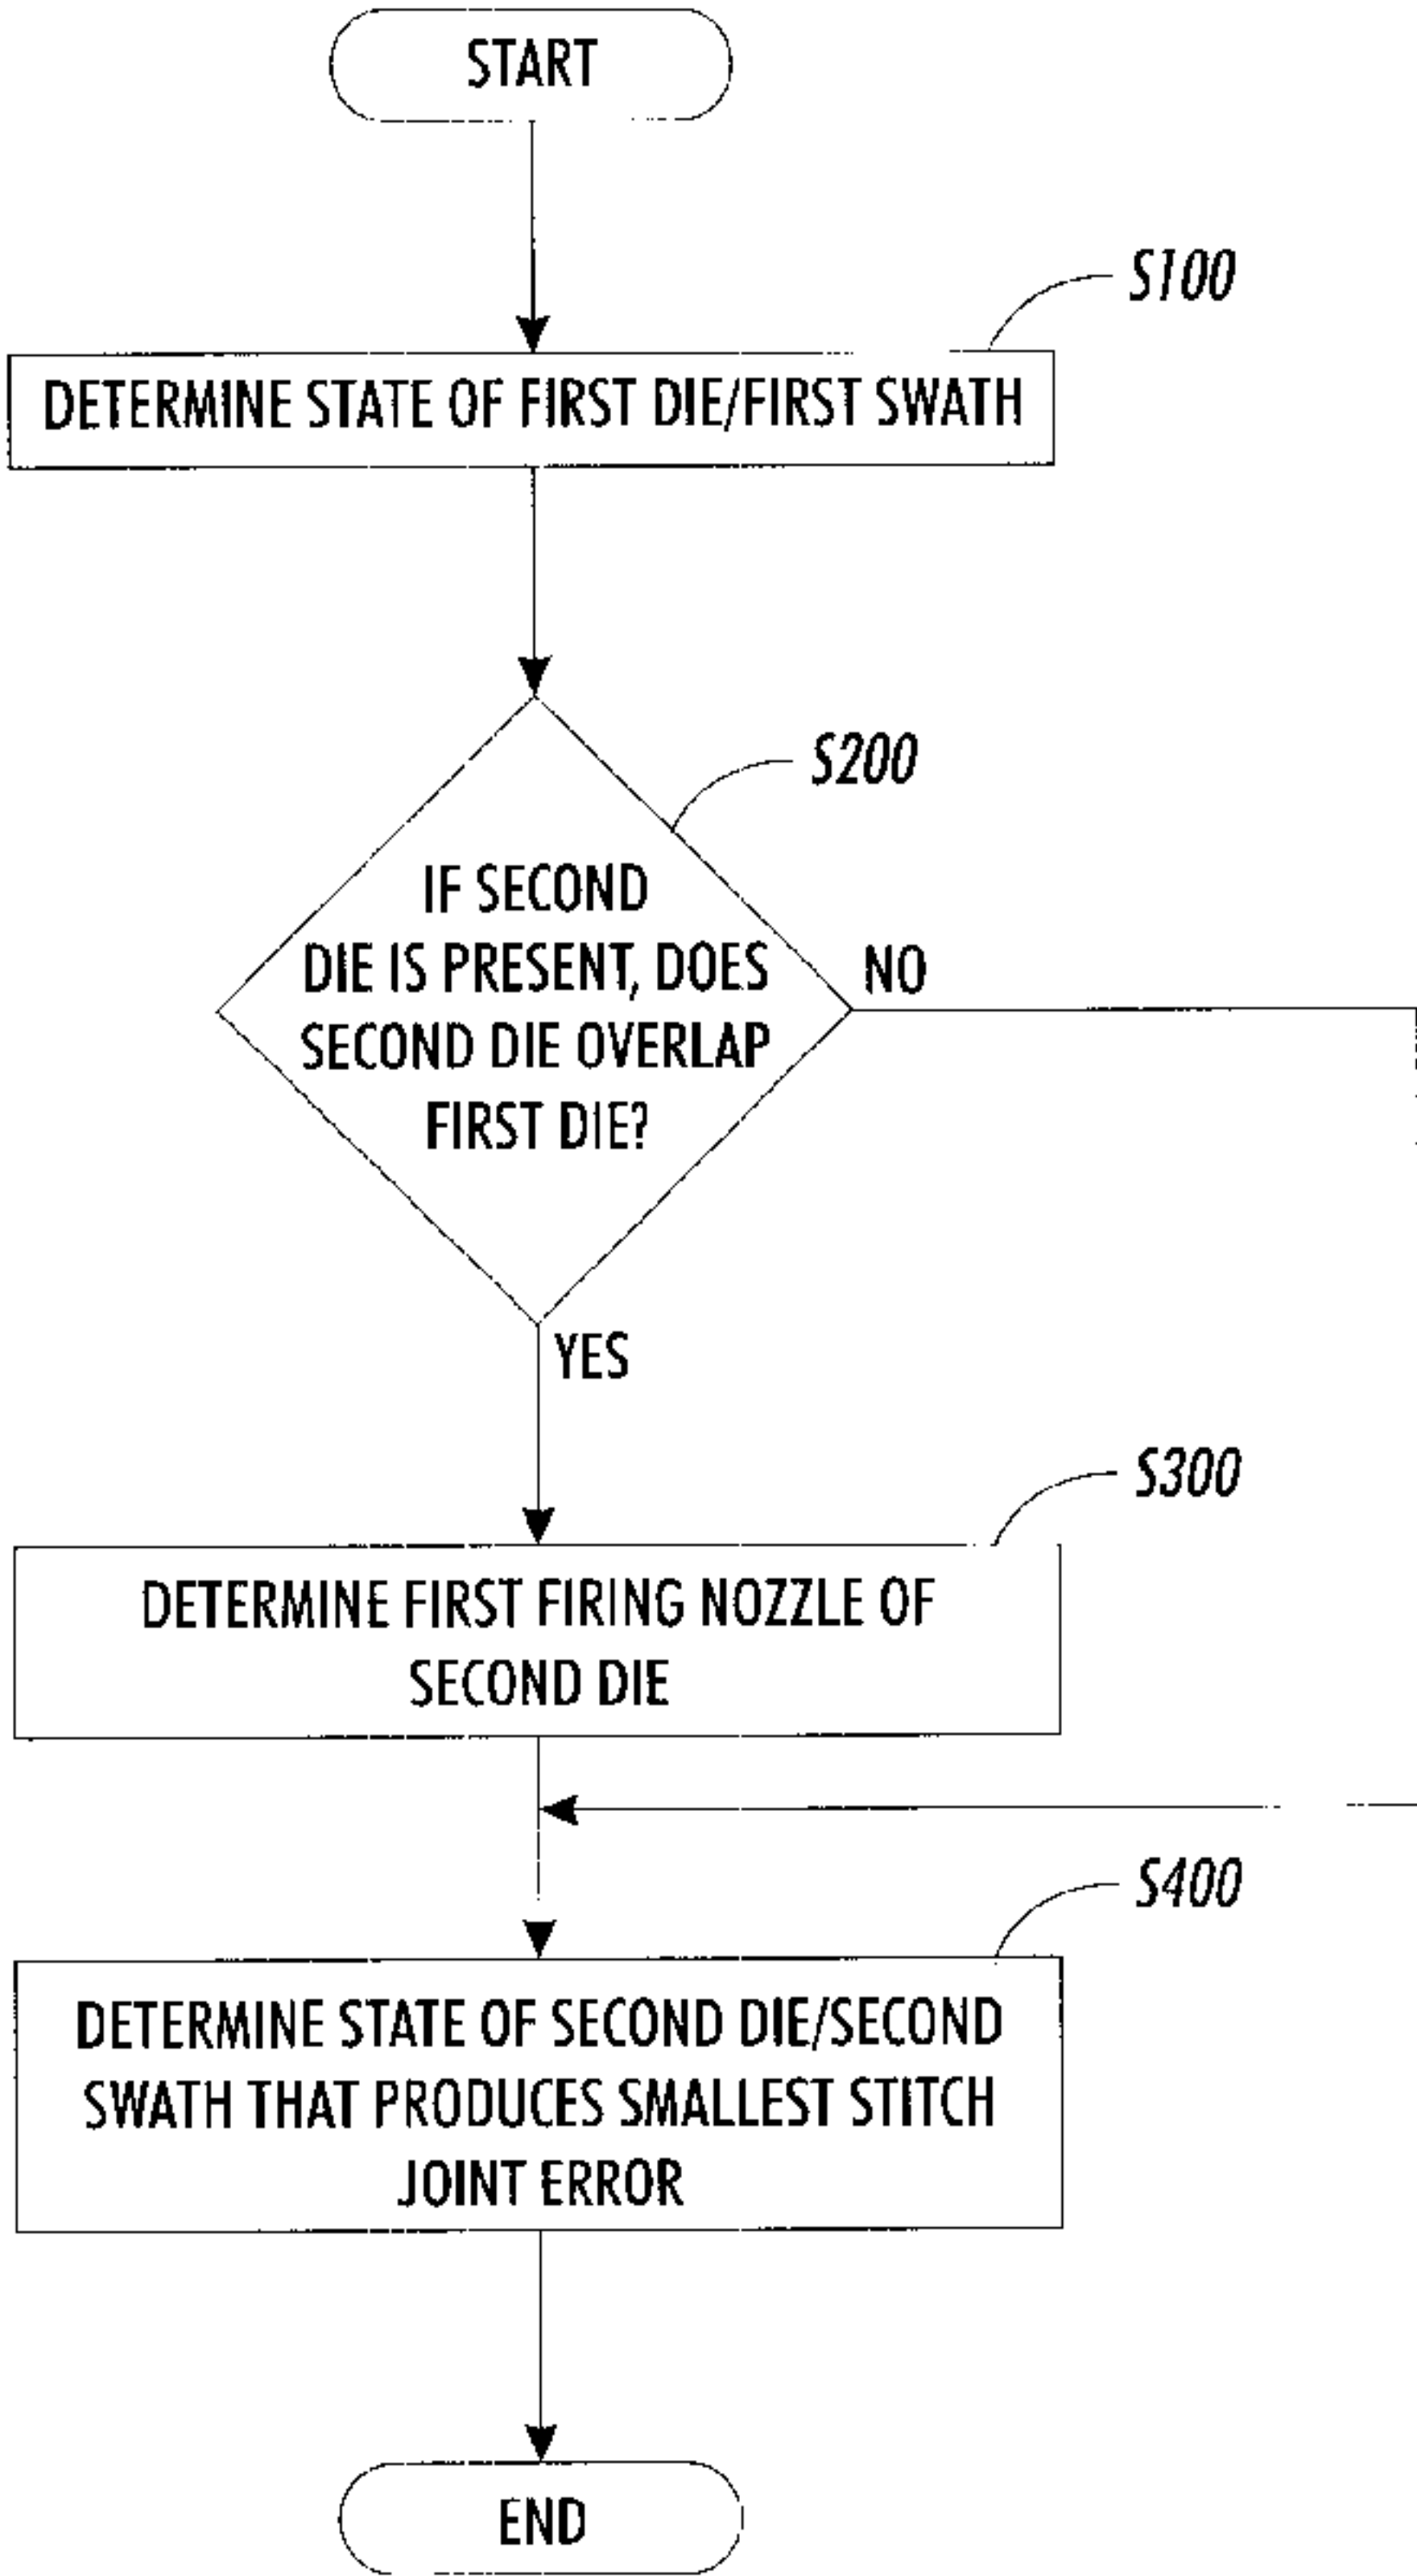 START
S100
DETERMINE STATE OF FIRST DIE/FIRST SWATH
S200
IF SECOND
DIE IS PRESENT, DOES
SECOND DIE OVERLAP
FIRST DIE?
NO
YES
S300
DETERMINE FIRST FIRING NOZZLE OF
SECOND DIE
S400
DETERMINE STATE OF SECOND DIE/SECOND
SWATH THAT PRODUCES SMALLEST STITCH
JOINT ERROR
END